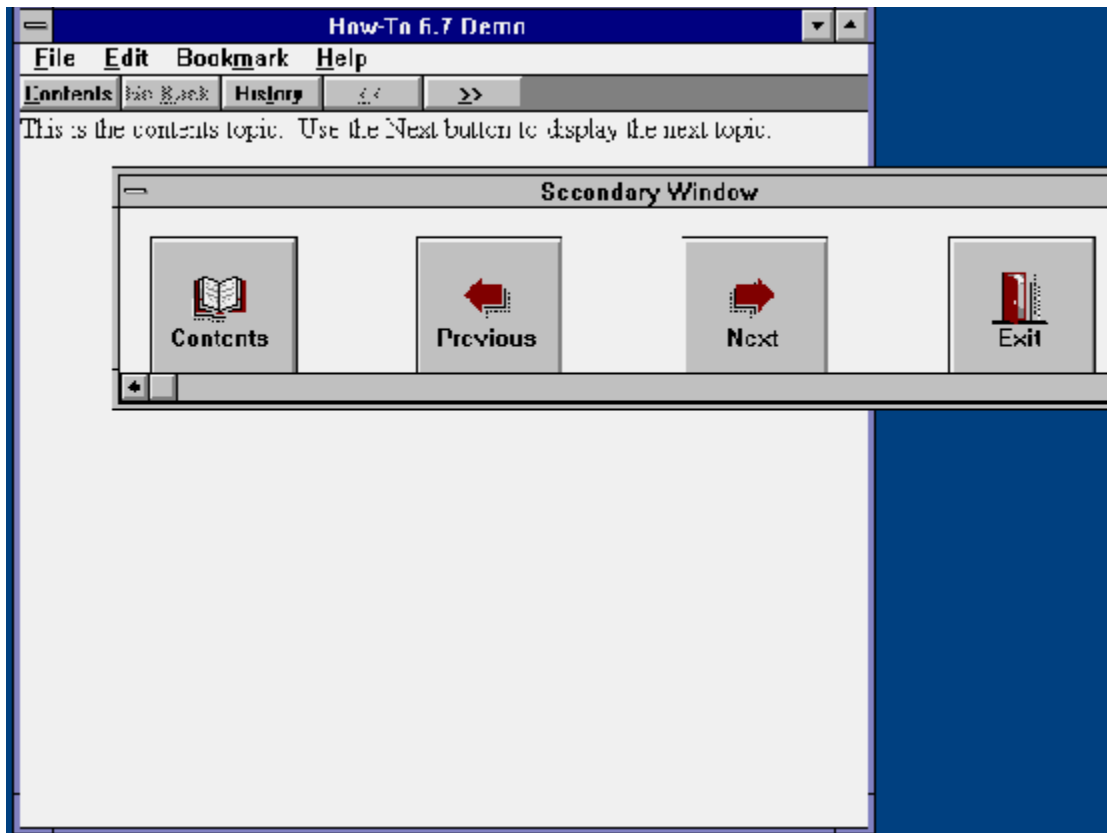 How-To 6.7 Demo
File Edit Bookmark Help
Contents Go Back History << >>
This is the contents topic. Use the Next button to display the next topic.
Secondary Window
Contents Previous Next Exit